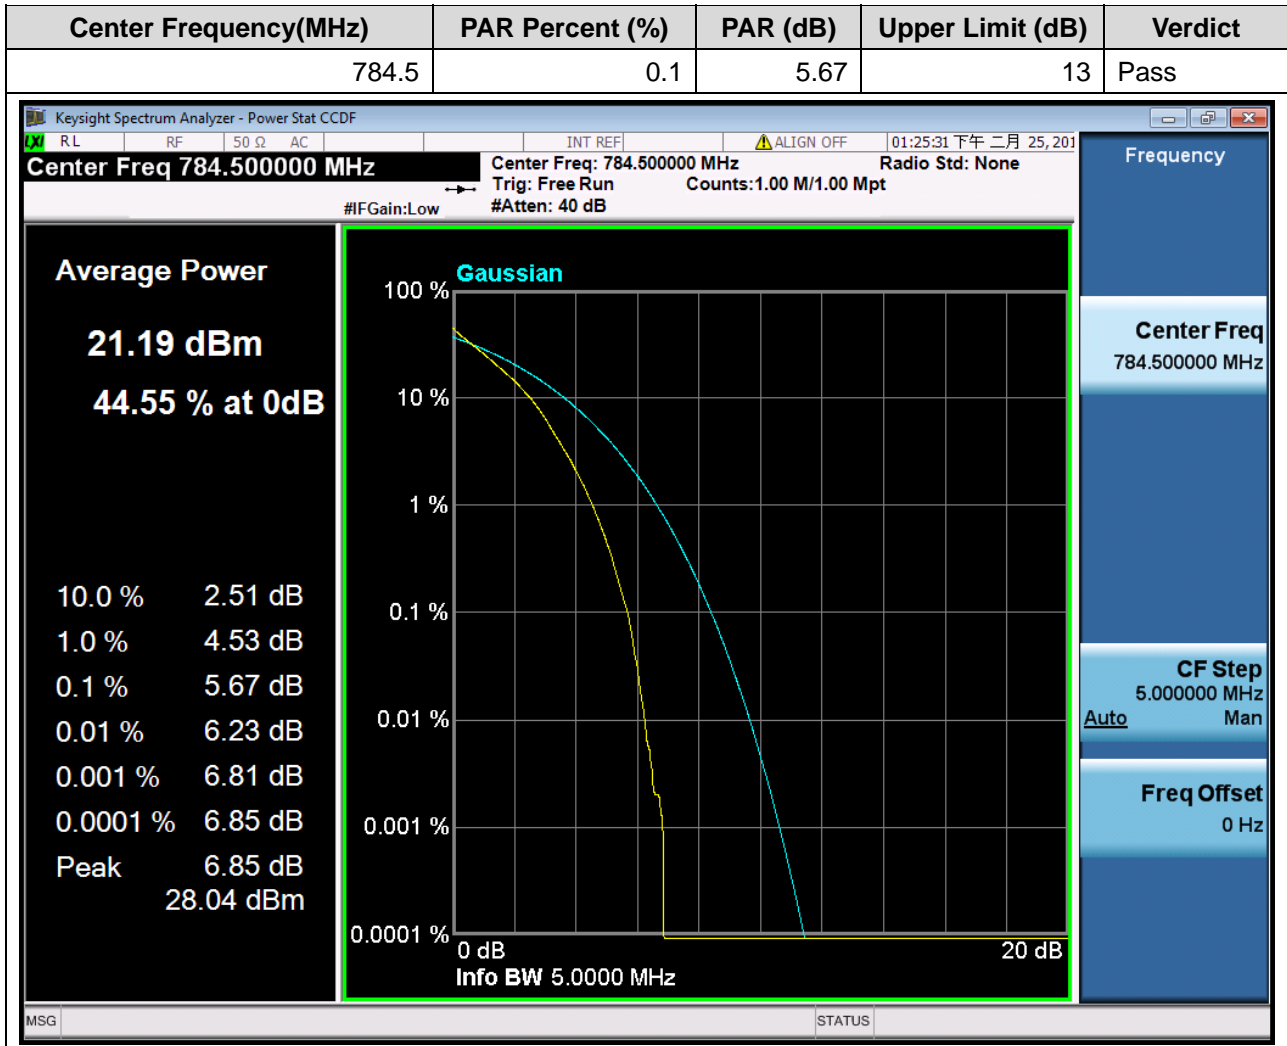 Center Frequency(MHz) PAR Percent (%) PAR (dB) Upper Limit (dB) Verdict
784.5 0.1 5.67 13 Pass
Keysight Spectrum Analyzer - Power Stat CCDF
LXI RL RF 50 Ω AC INT REF ALIGN OFF 01:25:31 下午 二月 25, 201
Center Freq 784.500000 MHz
Center Freq: 784.500000 MHz Radio Std: None
Trig: Free Run Counts:1.00 M/1.00 Mpt
#IFGain:Low #Atten: 40 dB
Average Power
21.19 dBm
44.55 % at 0dB
10.0 % 2.51 dB
1.0 % 4.53 dB
0.1 % 5.67 dB
0.01 % 6.23 dB
0.001 % 6.81 dB
0.0001 % 6.85 dB
Peak 6.85 dB
28.04 dBm
Gaussian
100 %
10 %
1 %
0.1 %
0.01 %
0.001 %
0.0001 %
0 dB 20 dB
Info BW 5.0000 MHz
Frequency
Center Freq
784.500000 MHz
CF Step
5.000000 MHz
Auto Man
Freq Offset
0 Hz
MSG STATUS